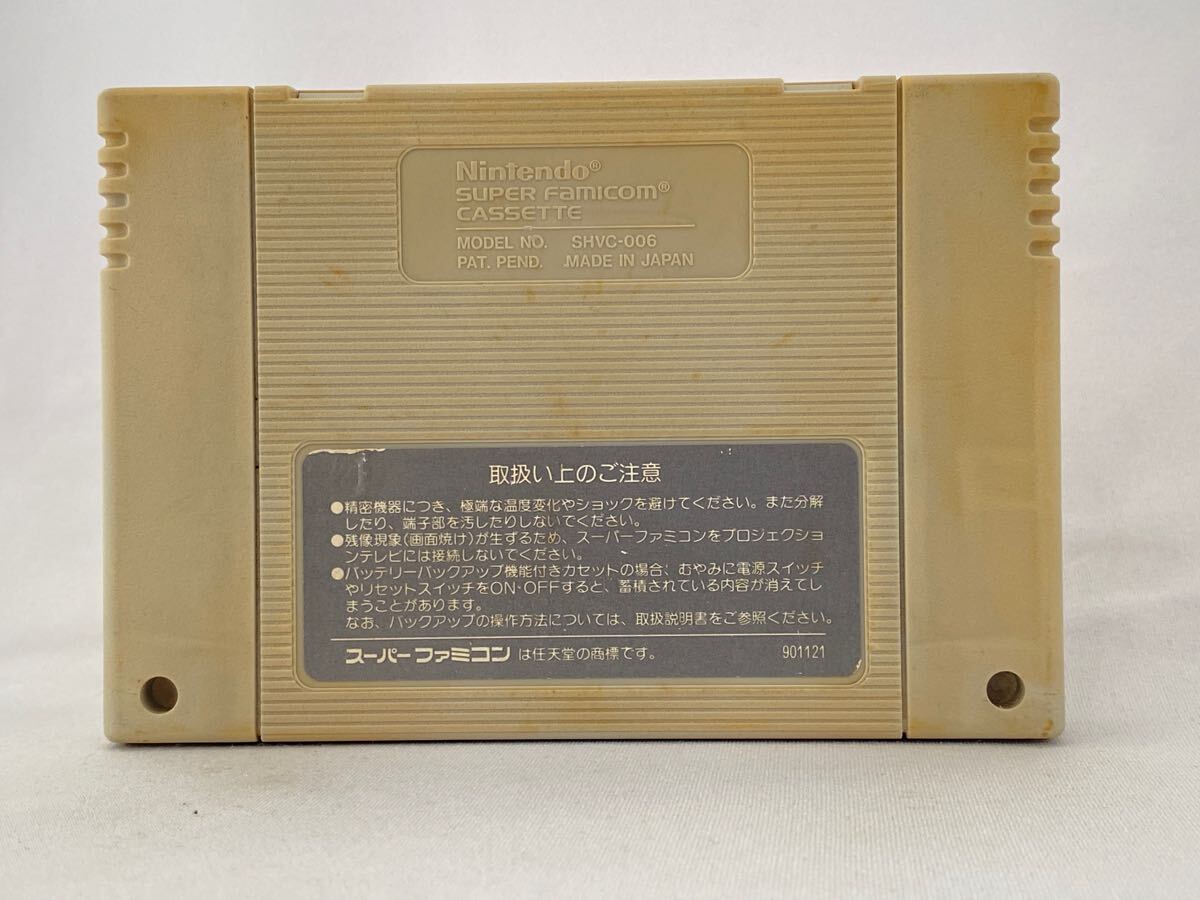 Nintendo®
SUPER FAMICOM®
CASSETTE
MODEL NO. SHVC-006
PAT. PEND. MADE IN JAPAN
取扱い上のご注意
●精密機器につき、極端な温度変化やショックを避けてください。また分解
したり、端子部を汚したりしないでください。
●残像現象(画面焼け)が生ずるため、スーパーファミコンをプロジェクショ
ンテレビには接続しないでください。
●バッテリーバックアップ機能付きカセットの場合、むやみに電源スイッチ
やリセットスイッチをON・OFFすると、蓄積されている内容が消えてし
まうことがあります。
なお、バックアップの操作方法については、取扱説明書をご参照ください。
スーパーファミコン は任天堂の商標です。 901121